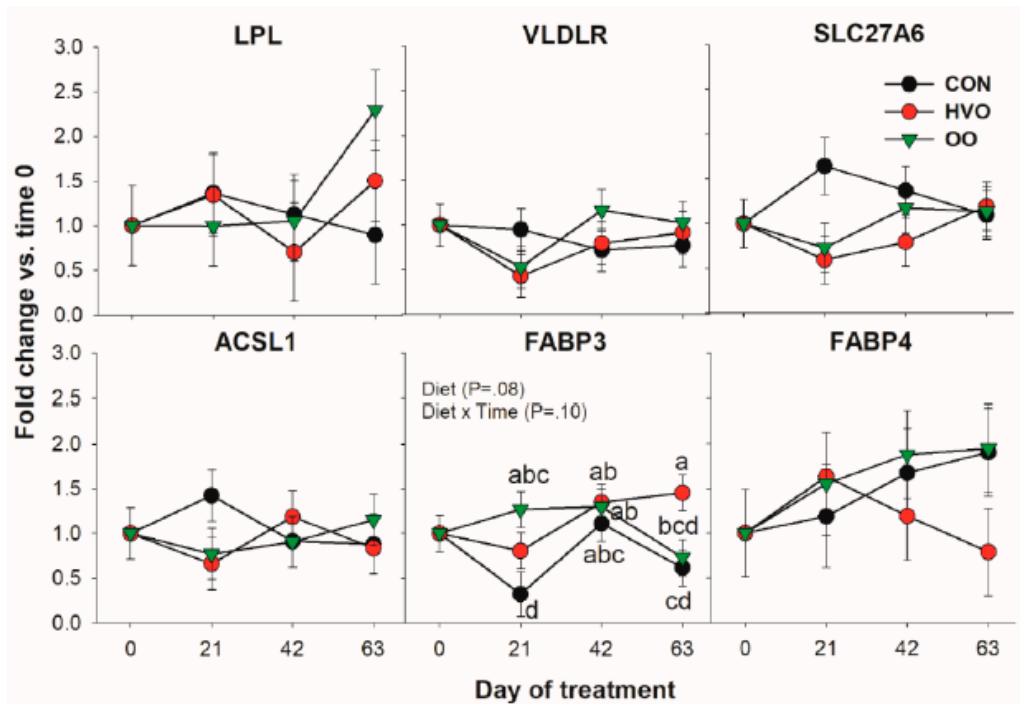 LPL VLDLR SLC27A6
3.0
2.5
2.0
1.5
1.0
0.5
0.0
CON
HVO
OO
Fold change vs. time 0
ACSL1 FABP3 FABP4
3.0
2.5
2.0
1.5
1.0
0.5
0.0
Diet (P=.08)
Diet x Time (P=.10)
abc ab a
ab bcd
abc
d cd
0 21 42 63 0 21 42 63 0 21 42 63
Day of treatment